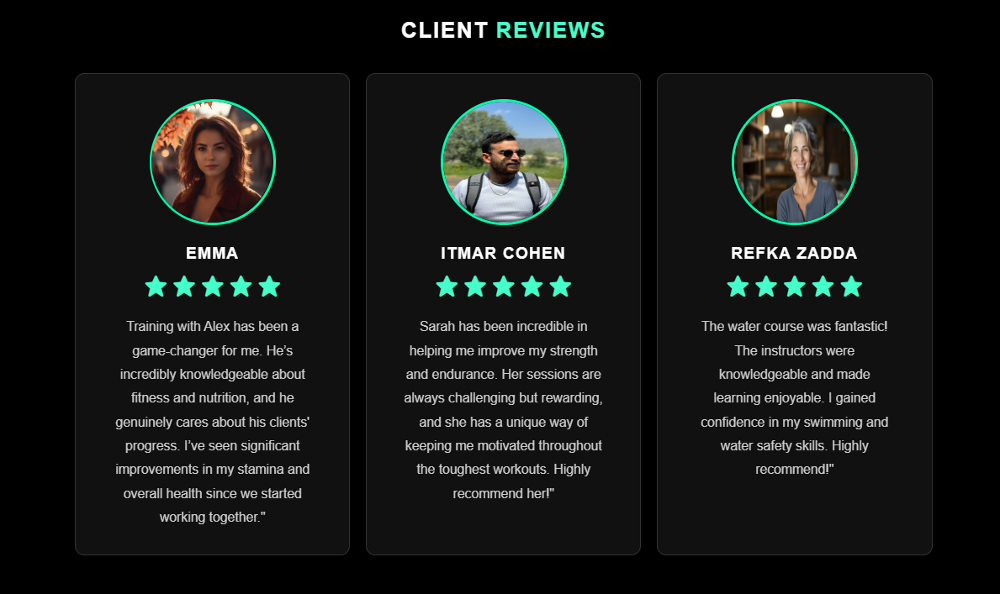 CLIENT REVIEWS
EMMA
Training with Alex has been a
game-changer for me. He’s
incredibly knowledgeable about
fitness and nutrition, and he
genuinely cares about his clients'
progress. I’ve seen significant
improvements in my stamina and
overall health since we started
working together."
ITMAR COHEN
Sarah has been incredible in
helping me improve my strength
and endurance. Her sessions are
always challenging but rewarding,
and she has a unique way of
keeping me motivated throughout
the toughest workouts. Highly
recommend her!"
REFKA ZADDA
The water course was fantastic!
The instructors were
knowledgeable and made
learning enjoyable. I gained
confidence in my swimming and
water safety skills. Highly
recommend!"